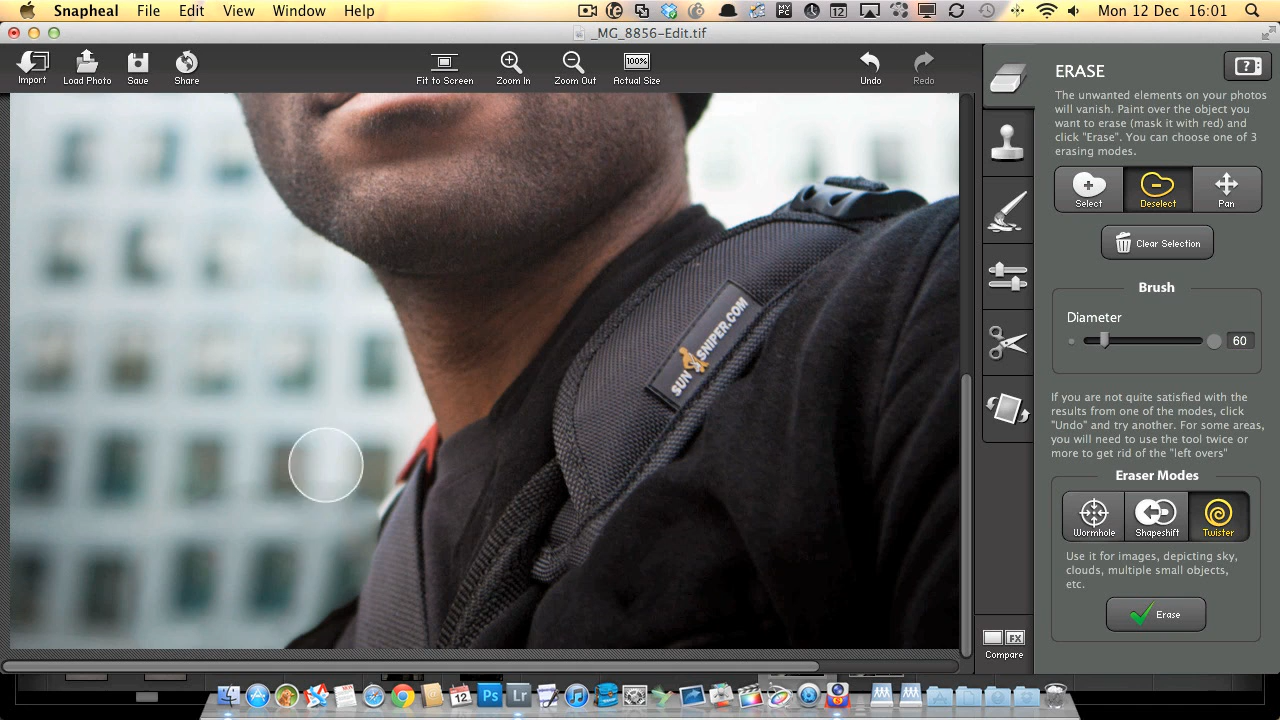 Snapheal File Edit View Window Help
MY PC
12
Mon 12 Dec 16:01
_MG_8856-Edit.tif
Import
Load Photo
Save
Share
Fit to Screen
Zoom In
Zoom Out
100%
Actual Size
Undo
Redo
ERASE
?
The unwanted elements on your photos
will vanish. Paint over the object you
want to erase (mask it with red) and
click "Erase". You can choose one of 3
erasing modes.
Select
Deselect
Pan
Clear Selection
Brush
Diameter
60
If you are not quite satisfied with the
results from one of the modes, click
"Undo" and try another. For some areas,
you will need to use the tool twice or
more to get rid of the "left overs"
Eraser Modes
Wormhole
Shapeshift
Twister
Use it for images, depicting sky,
clouds, multiple small objects,
etc.
Erase
FX
Compare
SUN SNIPER.COM
12
Ps
Lr